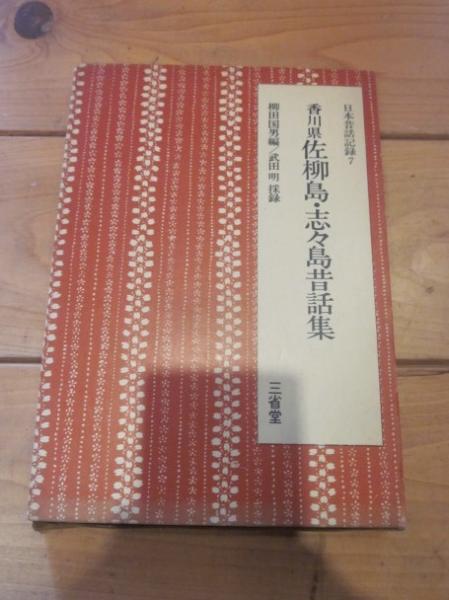 日本昔話記録7
香川県佐柳島・志々島昔話集
柳田国男編/武田明採録
三省堂